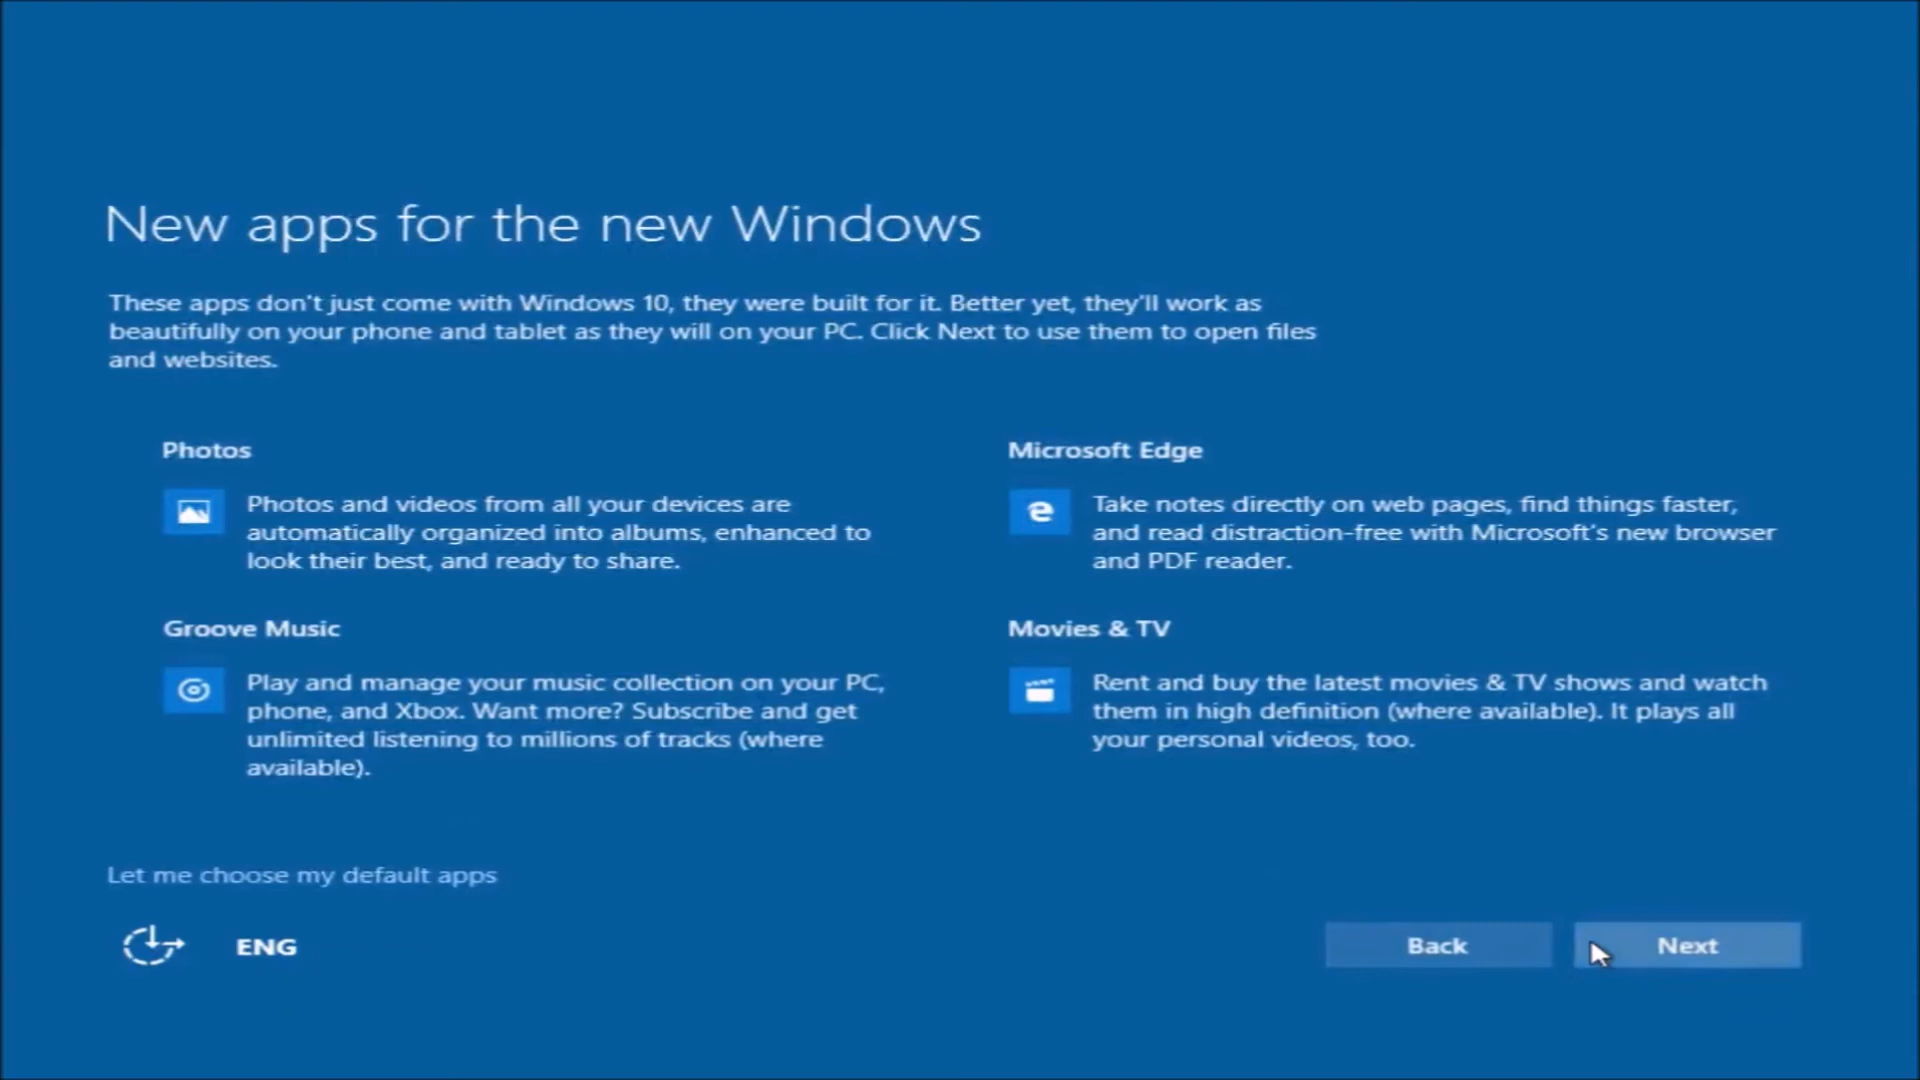 New apps for the new Windows
These apps don't just come with Windows 10, they were built for it. Better yet, they'll work as
beautifully on your phone and tablet as they will on your PC. Click Next to use them to open files
and websites.
Photos
Photos and videos from all your devices are
automatically organized into albums, enhanced to
look their best, and ready to share.
Microsoft Edge
Take notes directly on web pages, find things faster,
and read distraction-free with Microsoft's new browser
and PDF reader.
Groove Music
Play and manage your music collection on your PC,
phone, and Xbox. Want more? Subscribe and get
unlimited listening to millions of tracks (where
available).
Movies & TV
Rent and buy the latest movies & TV shows and watch
them in high definition (where available). It plays all
your personal videos, too.
Let me choose my default apps
ENG
Back
Next